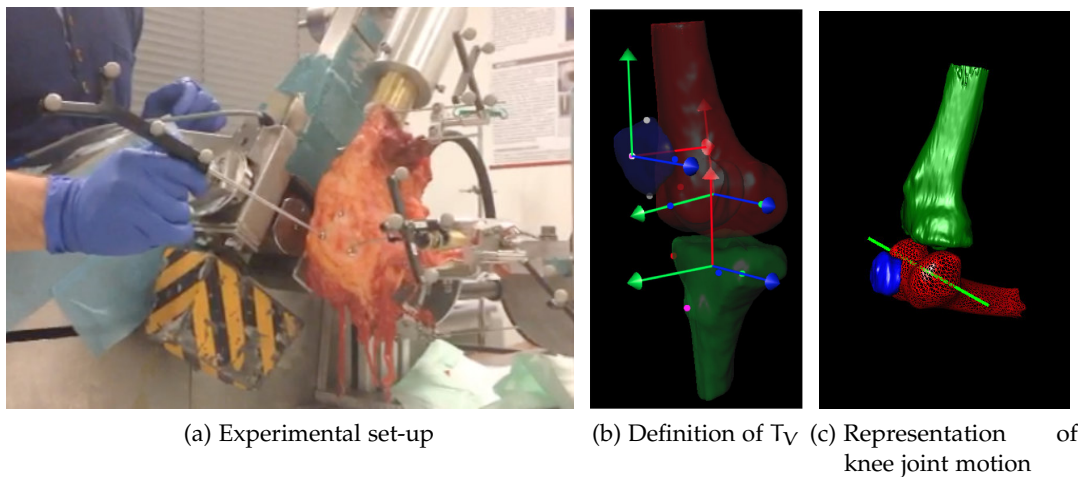 (a) Experimental set-up
(b) Definition of T_V
(c) Representation of
knee joint motion